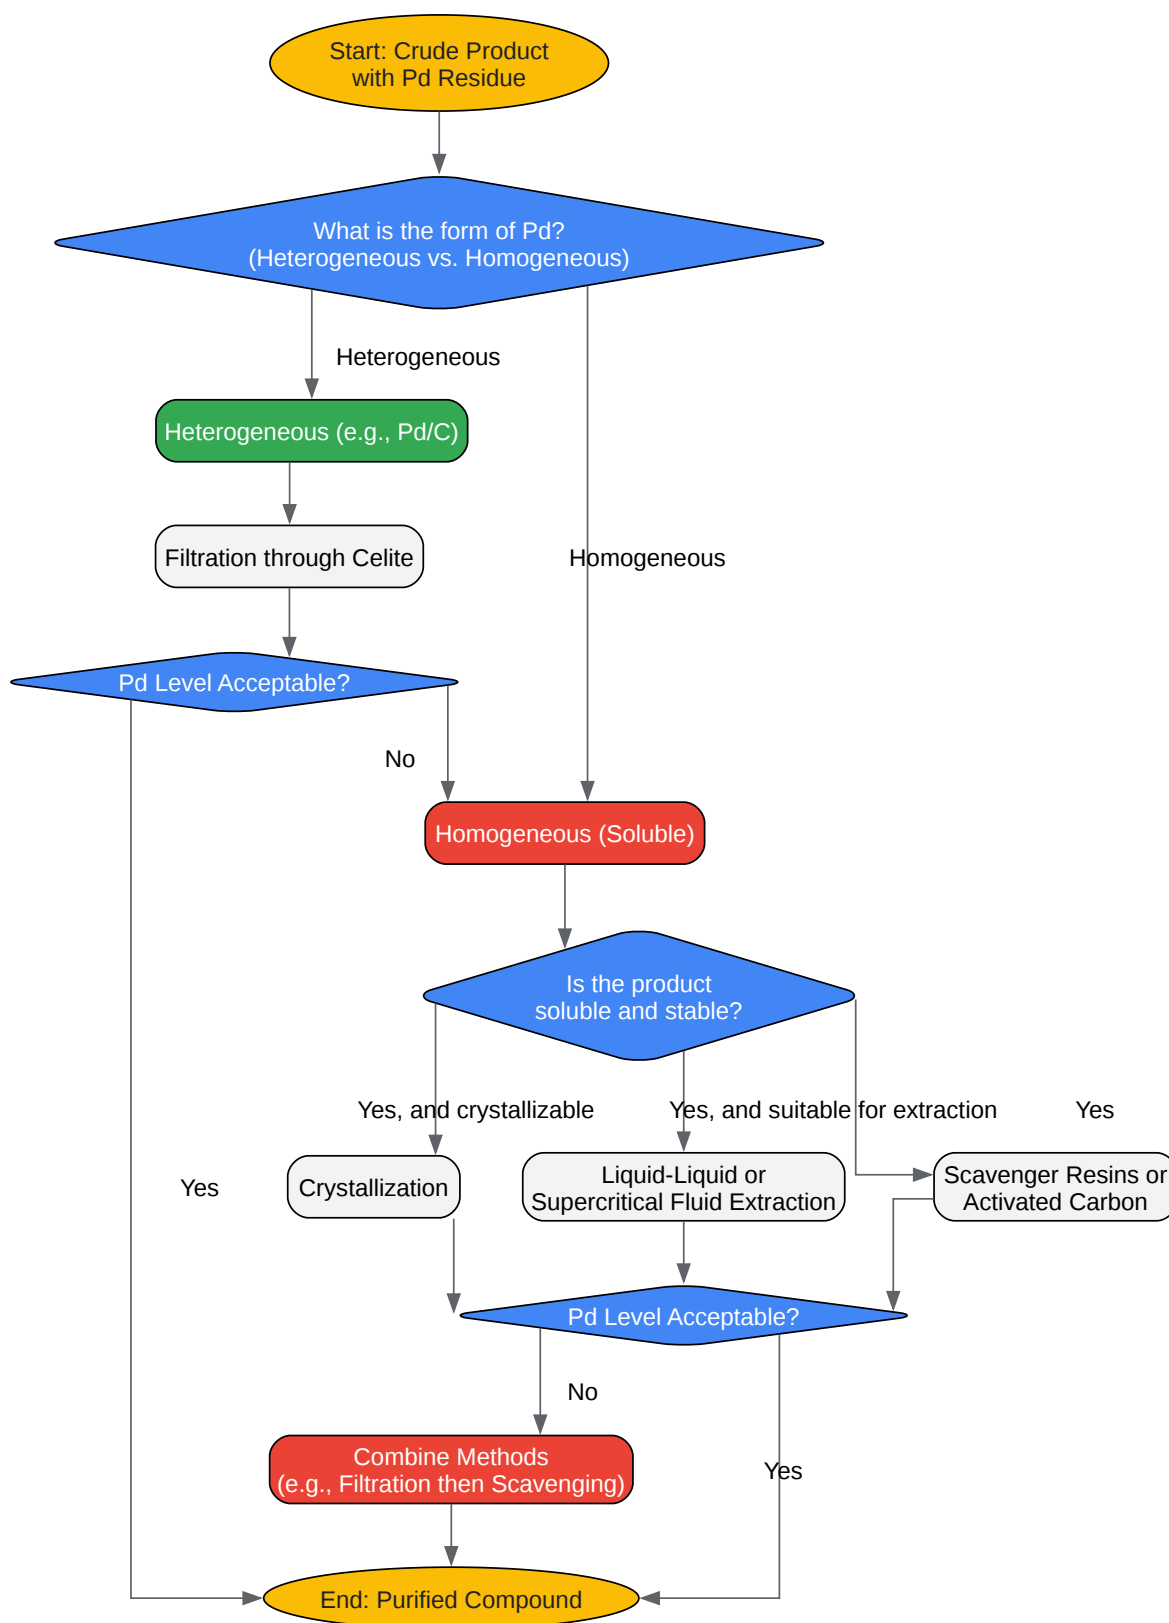 Start: Crude Product
with Pd Residue
What is the form of Pd?
(Heterogeneous vs. Homogeneous)
Heterogeneous
Heterogeneous (e.g., Pd/C)
Filtration through Celite
Homogeneous
Pd Level Acceptable?
No
Homogeneous (Soluble)
Is the product
soluble and stable?
Yes, and crystallizable
Yes, and suitable for extraction
Yes
Yes
Crystallization
Liquid-Liquid or
Supercritical Fluid Extraction
Scavenger Resins or
Activated Carbon
Pd Level Acceptable?
No
Combine Methods
(e.g., Filtration then Scavenging)
Yes
End: Purified Compound